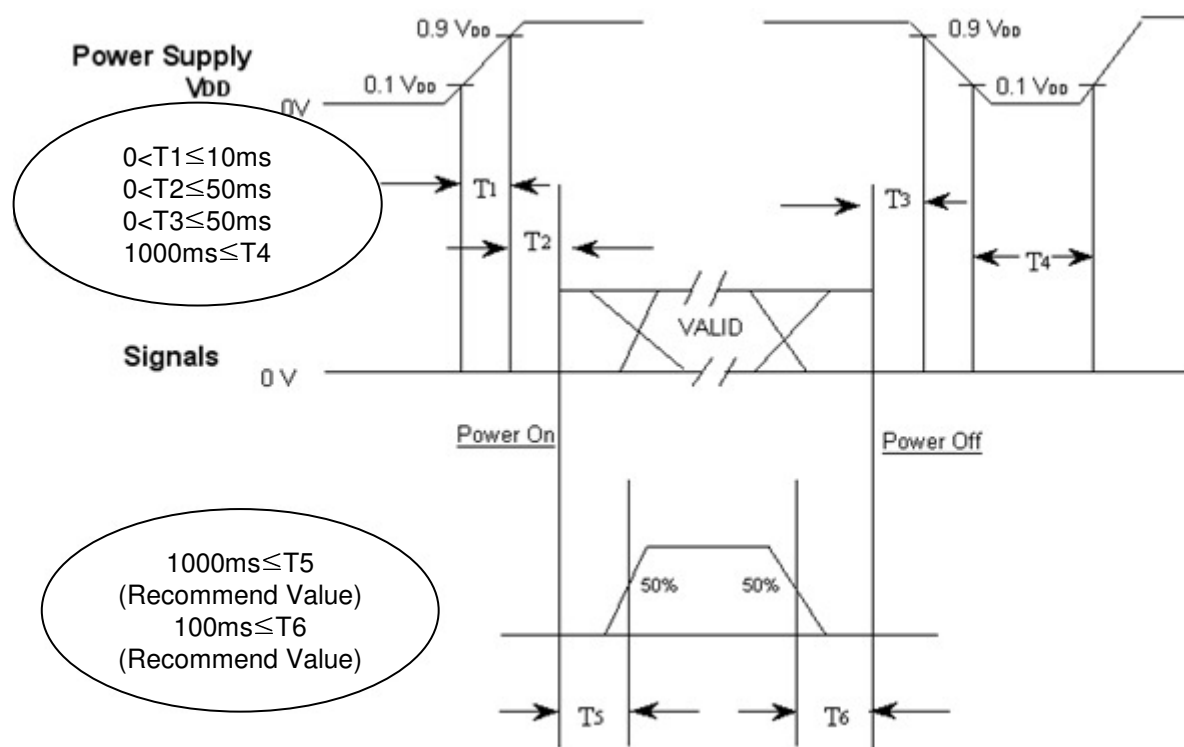 0.9 VDD
0.9 VDD
Power Supply
VDD
0.1 VDD
0.1 VDD
0V
0<T1≦10ms
0<T2≦50ms
0<T3≦50ms
1000ms≦T4
T1
T3
T2
T4
VALID
Signals
0 V
Power On
Power Off
1000ms≦T5
(Recommend Value)
100ms≦T6
(Recommend Value)
50%
50%
T5
T6